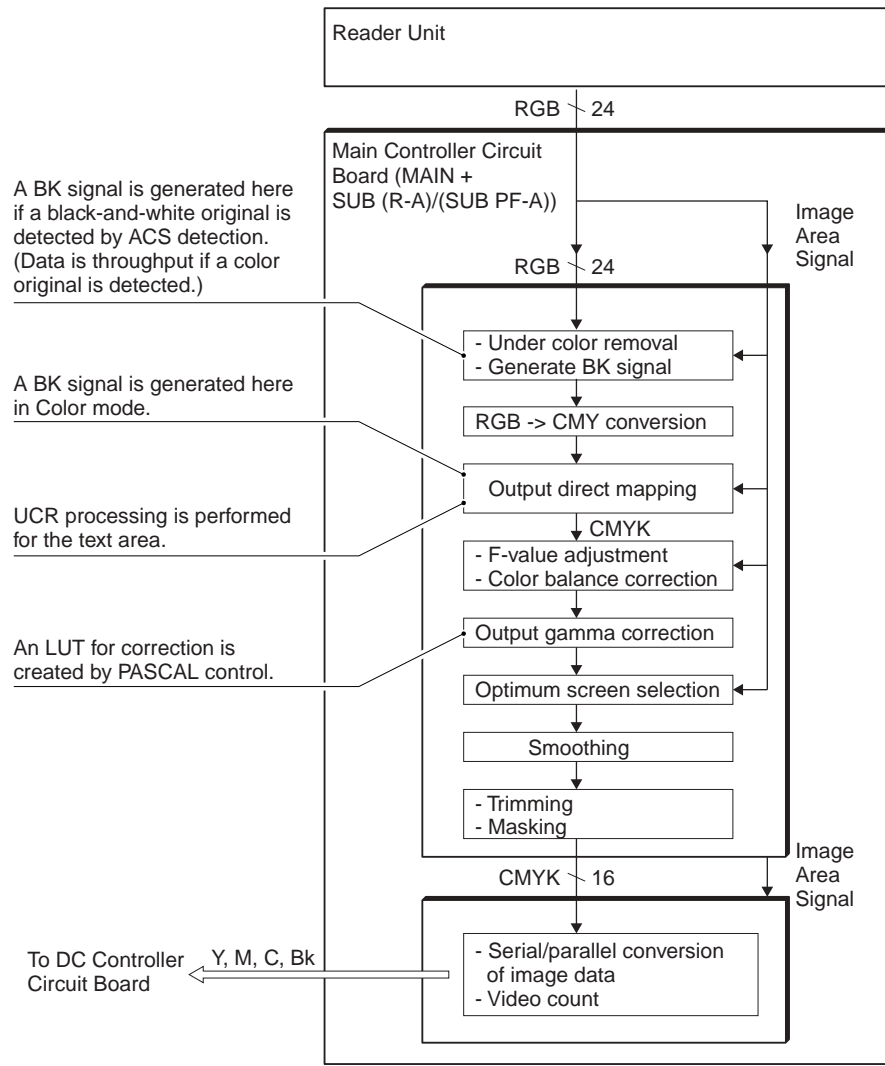 Reader Unit
RGB 24
Main Controller Circuit
Board (MAIN +
SUB (R-A)/(SUB PF-A))
A BK signal is generated here
if a black-and-white original is
detected by ACS detection.
(Data is throughput if a color
original is detected.)
Image
Area
Signal
RGB 24
- Under color removal
- Generate BK signal
A BK signal is generated here
in Color mode.
RGB -> CMY conversion
Output direct mapping
UCR processing is performed
for the text area.
CMYK
- F-value adjustment
- Color balance correction
Output gamma correction
An LUT for correction is
created by PASCAL control.
Optimum screen selection
Smoothing
- Trimming
- Masking
Image
Area
Signal
CMYK 16
- Serial/parallel conversion
of image data
- Video count
To DC Controller
Circuit Board
Y, M, C, Bk